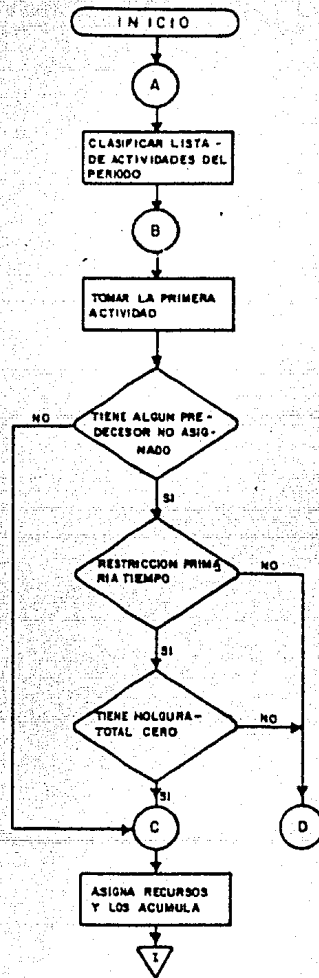 INICIO
A
CLASIFICAR LISTA-
DE ACTIVIDADES DEL
PERIODO
B
TOMAR LA PRIMERA
ACTIVIDAD
NO
TIENE ALGUN PRE-
DECESOR NO ASIG-
NADO
SI
RESTRICCION PRIMA
RIA TIEMPO
NO
SI
TIENE HOLGURA-
TOTAL CERO
NO
SI
C
D
ASIGNA RECURSOS
Y LOS ACUMULA
I